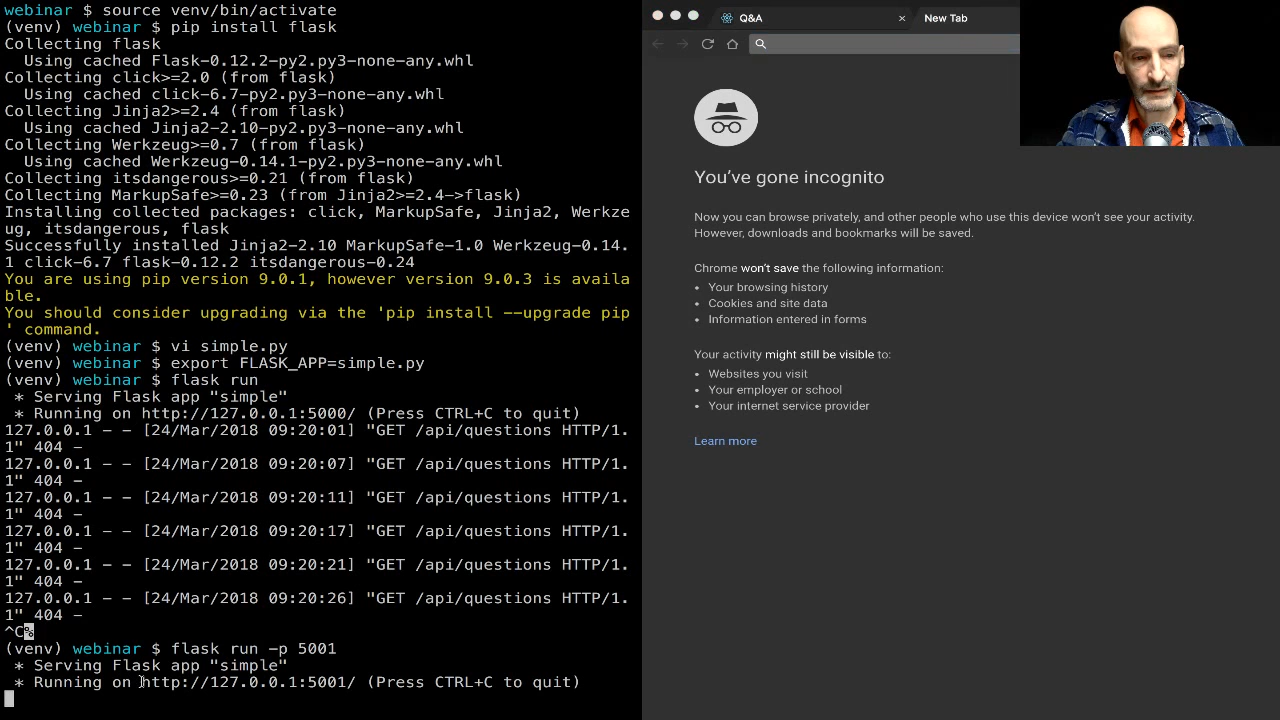 webinar $ source venv/bin/activate
(venv) webinar $ pip install flask
Collecting flask
  Using cached Flask-0.12.2-py2.py3-none-any.whl
Collecting click>=2.0 (from flask)
  Using cached click-6.7-py2.py3-none-any.whl
Collecting Jinja2>=2.4 (from flask)
  Using cached Jinja2-2.10-py2.py3-none-any.whl
Collecting Werkzeug>=0.7 (from flask)
  Using cached Werkzeug-0.14.1-py2.py3-none-any.whl
Collecting itsdangerous>=0.21 (from flask)
Collecting MarkupSafe>=0.23 (from Jinja2>=2.4->flask)
Installing collected packages: click, MarkupSafe, Jinja2, Werkze
ug, itsdangerous, flask
Successfully installed Jinja2-2.10 MarkupSafe-1.0 Werkzeug-0.14.
1 click-6.7 flask-0.12.2 itsdangerous-0.24
You are using pip version 9.0.1, however version 9.0.3 is availa
ble.
You should consider upgrading via the 'pip install --upgrade pip
' command.
(venv) webinar $ vi simple.py
(venv) webinar $ export FLASK_APP=simple.py
(venv) webinar $ flask run
 * Serving Flask app "simple"
 * Running on http://127.0.0.1:5000/ (Press CTRL+C to quit)
127.0.0.1 - - [24/Mar/2018 09:20:01] "GET /api/questions HTTP/1.
1" 404 -
127.0.0.1 - - [24/Mar/2018 09:20:07] "GET /api/questions HTTP/1.
1" 404 -
127.0.0.1 - - [24/Mar/2018 09:20:11] "GET /api/questions HTTP/1.
1" 404 -
127.0.0.1 - - [24/Mar/2018 09:20:17] "GET /api/questions HTTP/1.
1" 404 -
127.0.0.1 - - [24/Mar/2018 09:20:21] "GET /api/questions HTTP/1.
1" 404 -
127.0.0.1 - - [24/Mar/2018 09:20:26] "GET /api/questions HTTP/1.
1" 404 -
^C%
(venv) webinar $ flask run -p 5001
 * Serving Flask app "simple"
 * Running on http://127.0.0.1:5001/ (Press CTRL+C to quit)
Q&A
New Tab
You've gone incognito
Now you can browse privately, and other people who use this device won't see your activity.
However, downloads and bookmarks will be saved.
Chrome won't save the following information:
• Your browsing history
• Cookies and site data
• Information entered in forms
Your activity might still be visible to:
• Websites you visit
• Your employer or school
• Your internet service provider
Learn more